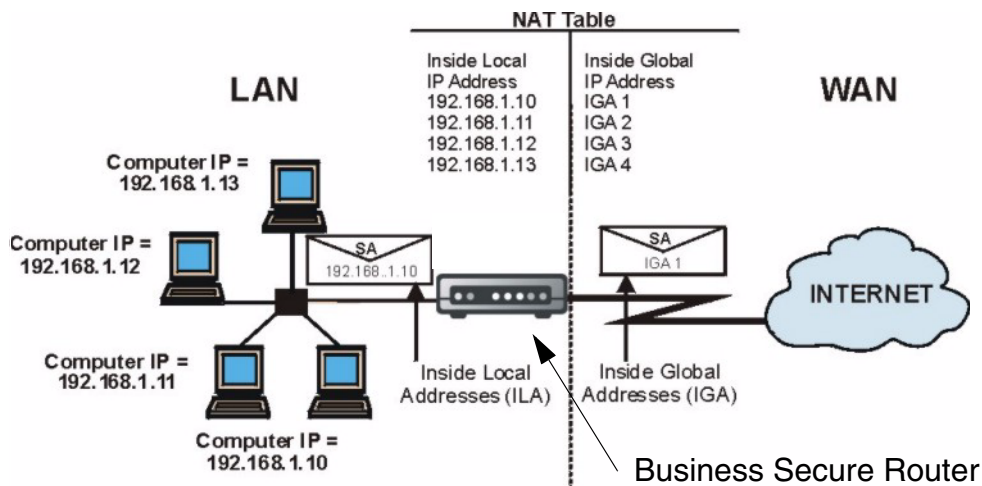 NAT Table
Inside Local
IP Address
192.168.1.10
192.168.1.11
192.168.1.12
192.168.1.13
Inside Global
IP Address
IGA 1
IGA 2
IGA 3
IGA 4
LAN
WAN
Computer IP =
192.168.1.13
Computer IP =
192.168.1.12
Computer IP =
192.168.1.11
Computer IP =
192.168.1.10
SA
192.168..1.10
SA
IGA 1
INTERNET
Inside Local
Addresses (ILA)
Inside Global
Addresses (IGA)
Business Secure Router